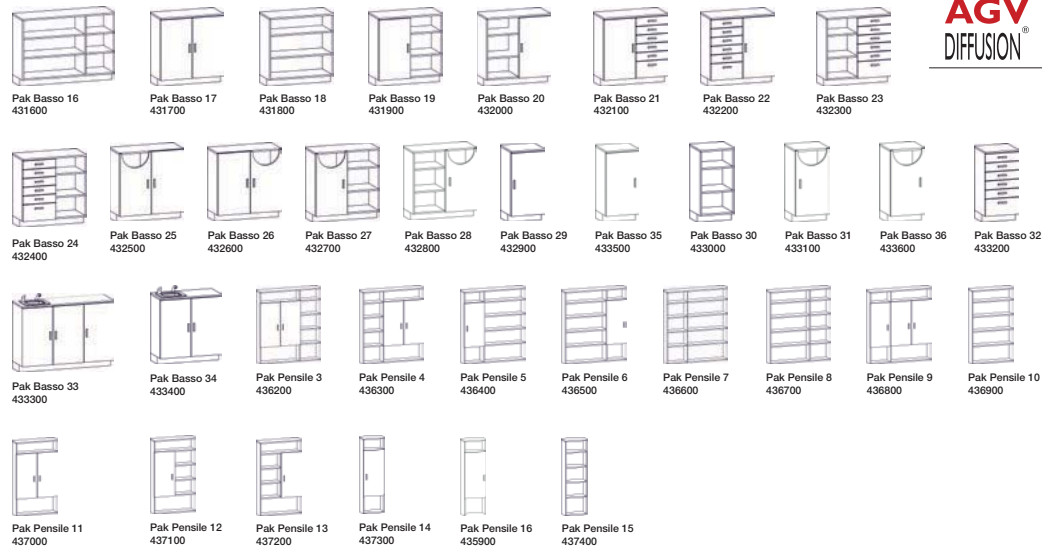 AGV
DIFFUSION®
Pak Basso 16
431600
Pak Basso 17
431700
Pak Basso 18
431800
Pak Basso 19
431900
Pak Basso 20
432000
Pak Basso 21
432100
Pak Basso 22
432200
Pak Basso 23
432300
Pak Basso 24
432400
Pak Basso 25
432500
Pak Basso 26
432600
Pak Basso 27
432700
Pak Basso 28
432800
Pak Basso 29
432900
Pak Basso 35
433500
Pak Basso 30
433000
Pak Basso 31
433100
Pak Basso 36
433600
Pak Basso 32
433200
Pak Basso 33
433300
Pak Basso 34
433400
Pak Pensile 3
436200
Pak Pensile 4
436300
Pak Pensile 5
436400
Pak Pensile 6
436500
Pak Pensile 7
436600
Pak Pensile 8
436700
Pak Pensile 9
436800
Pak Pensile 10
436900
Pak Pensile 11
437000
Pak Pensile 12
437100
Pak Pensile 13
437200
Pak Pensile 14
437300
Pak Pensile 16
435900
Pak Pensile 15
437400